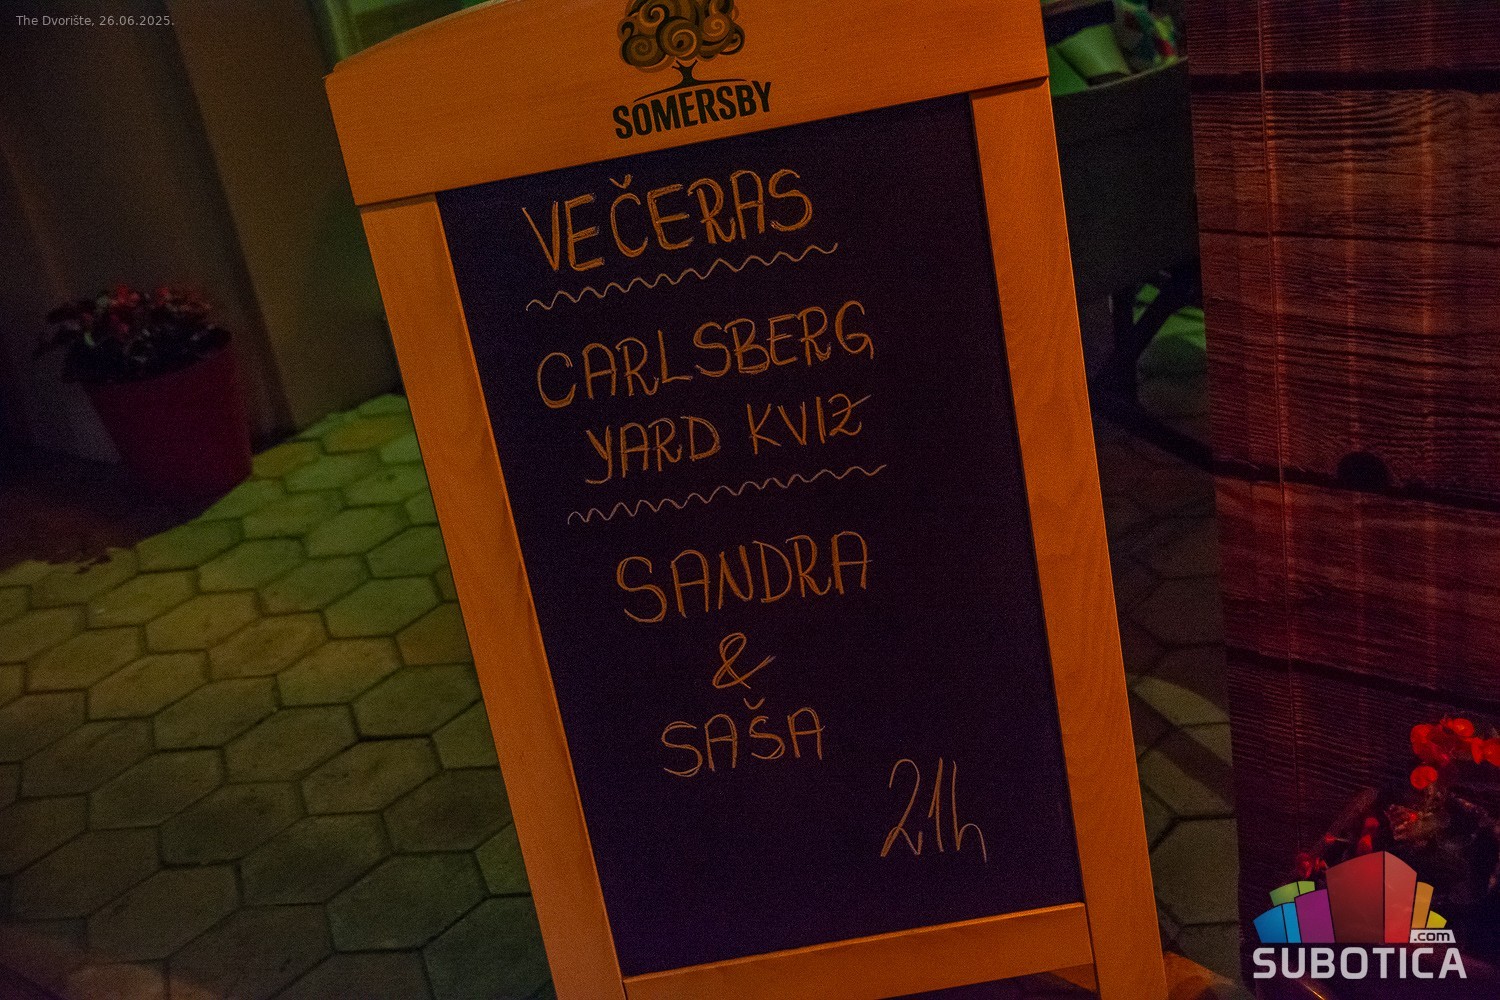 The Dvorište, 26.06.2025.
SOMERSBY
VEČERAS
CARLSBERG
YARD KVIZ
SANDRA
&
SAŠA
21h
.com
SUBOTICA